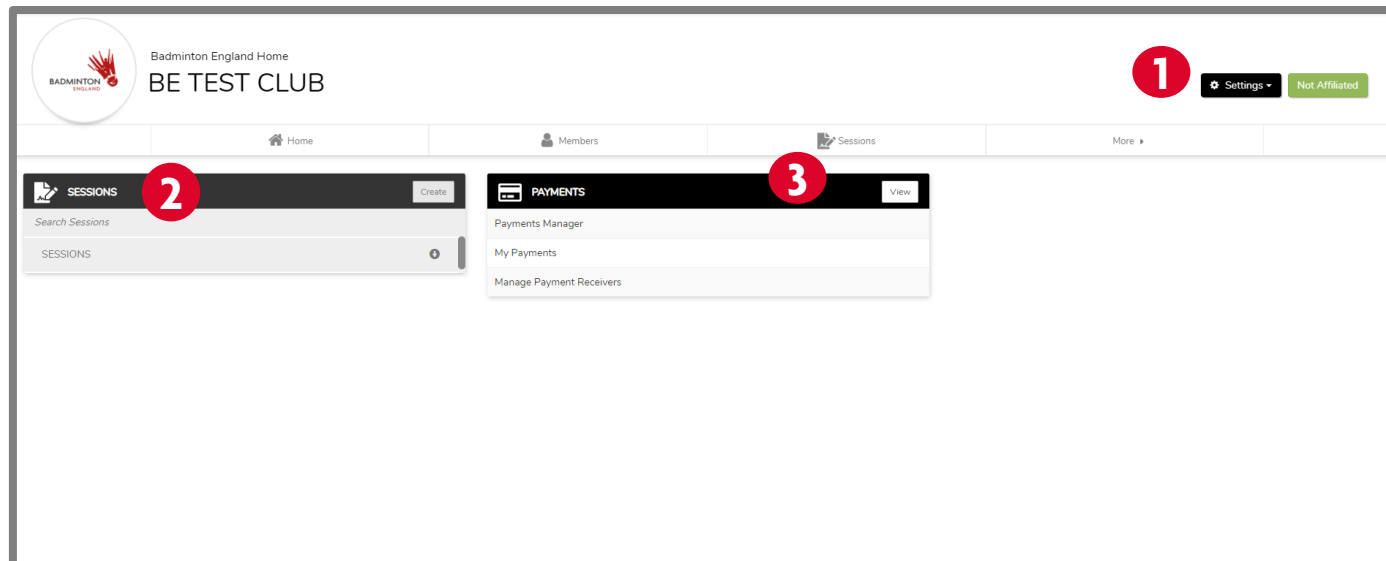 BADMINTON
ENGLAND
Badminton England Home
BE TEST CLUB
1
Settings
Not Affiliated
Home
Members
Sessions
More
SESSIONS
2
Create
PAYMENTS
3
View
Search Sessions
Payments Manager
SESSIONS
My Payments
Manage Payment Receivers